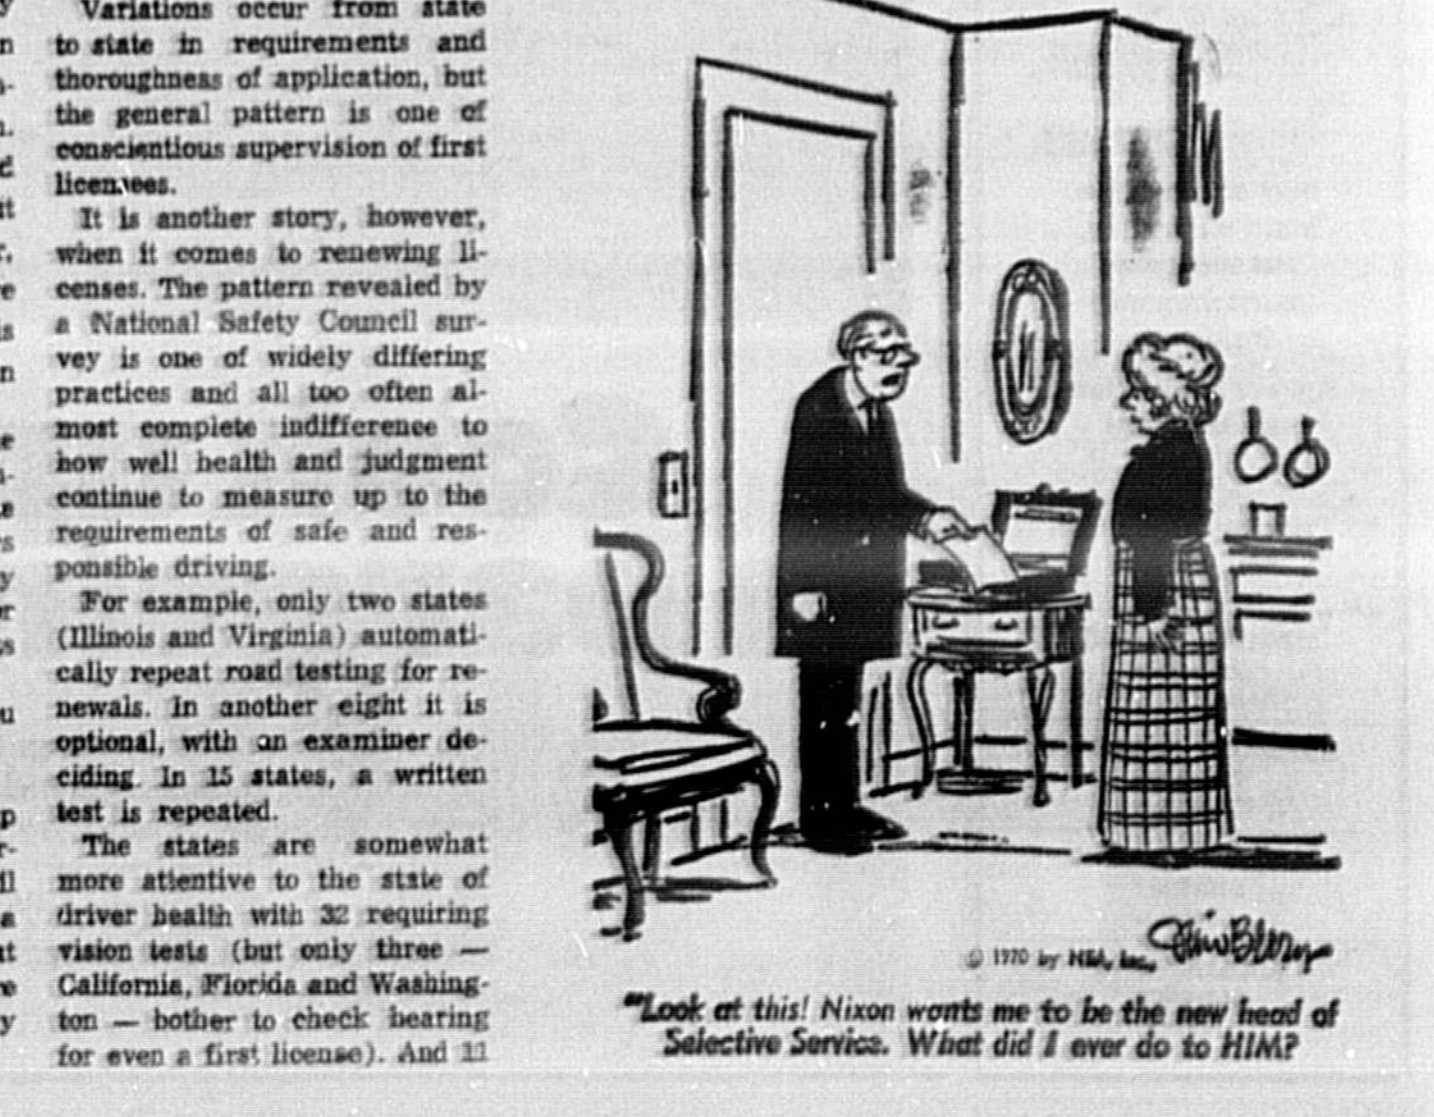 Variations occur from state
to state in requirements and
thoroughness of application, but
the general pattern is one of
conscientious supervision of first
licensees.
It is another story, however,
when it comes to renewing li-
censes. The pattern revealed by
a National Safety Council sur-
vey is one of widely differing
practices and all too often al-
most complete indifference to
how well health and judgment
continue to measure up to the
requirements of safe and res-
ponsible driving.
For example, only two states
(Illinois and Virginia) automati-
cally repeat road testing for re-
newals. In another eight it is
optional, with an examiner de-
ciding. In 15 states, a written
test is repeated.
The states are somewhat
more attentive to the state of
driver health with 32 requiring
vision tests (but only three —
California, Florida and Washing-
ton — bother to check hearing
for even a first license). And 11
© 1970 by NEA, Inc.,
"Look at this! Nixon wants me to be the new head of
Selective Service. What did I ever do to HIM?